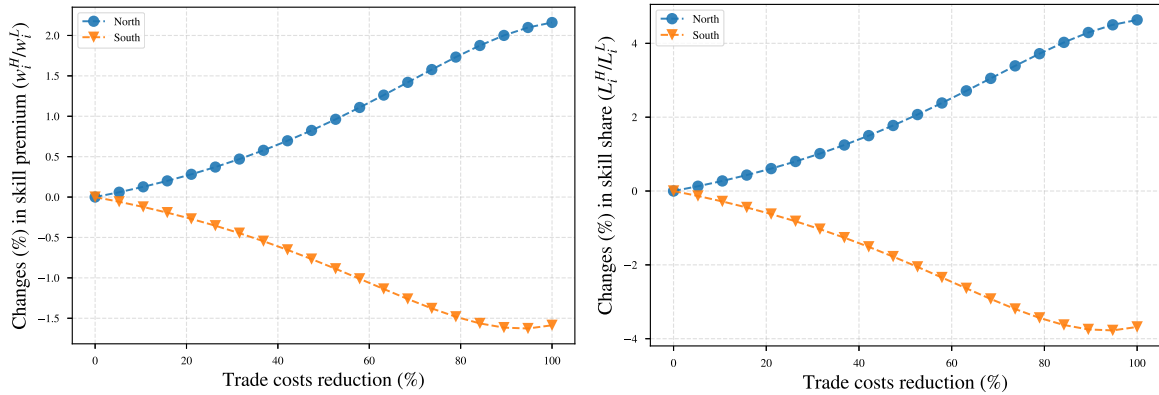 North
South
2.0
1.5
1.0
0.5
0.0
−0.5
−1.0
−1.5
Changes (%) in skill premium (w_i^H/w_i^L)
0 20 40 60 80 100
Trade costs reduction (%)
North
South
4
2
0
−2
−4
Changes (%) in skill share (L_i^H/L_i^L)
0 20 40 60 80 100
Trade costs reduction (%)